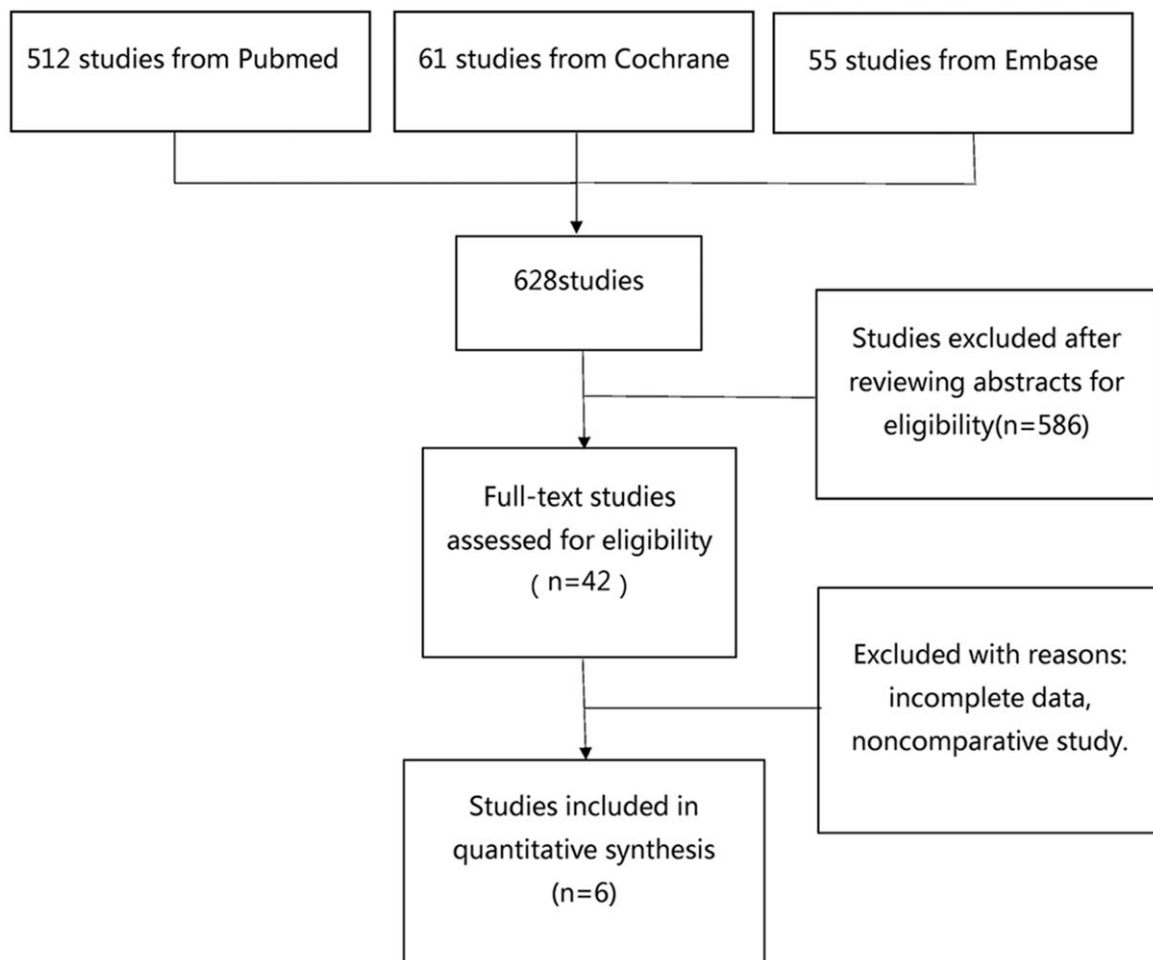 512 studies from Pubmed
61 studies from Cochrane
55 studies from Embase
628studies
Studies excluded after
reviewing abstracts for
eligibility(n=586)
Full-text studies
assessed for eligibility
( n=42 )
Excluded with reasons:
incomplete data,
noncomparative study.
Studies included in
quantitative synthesis
(n=6)